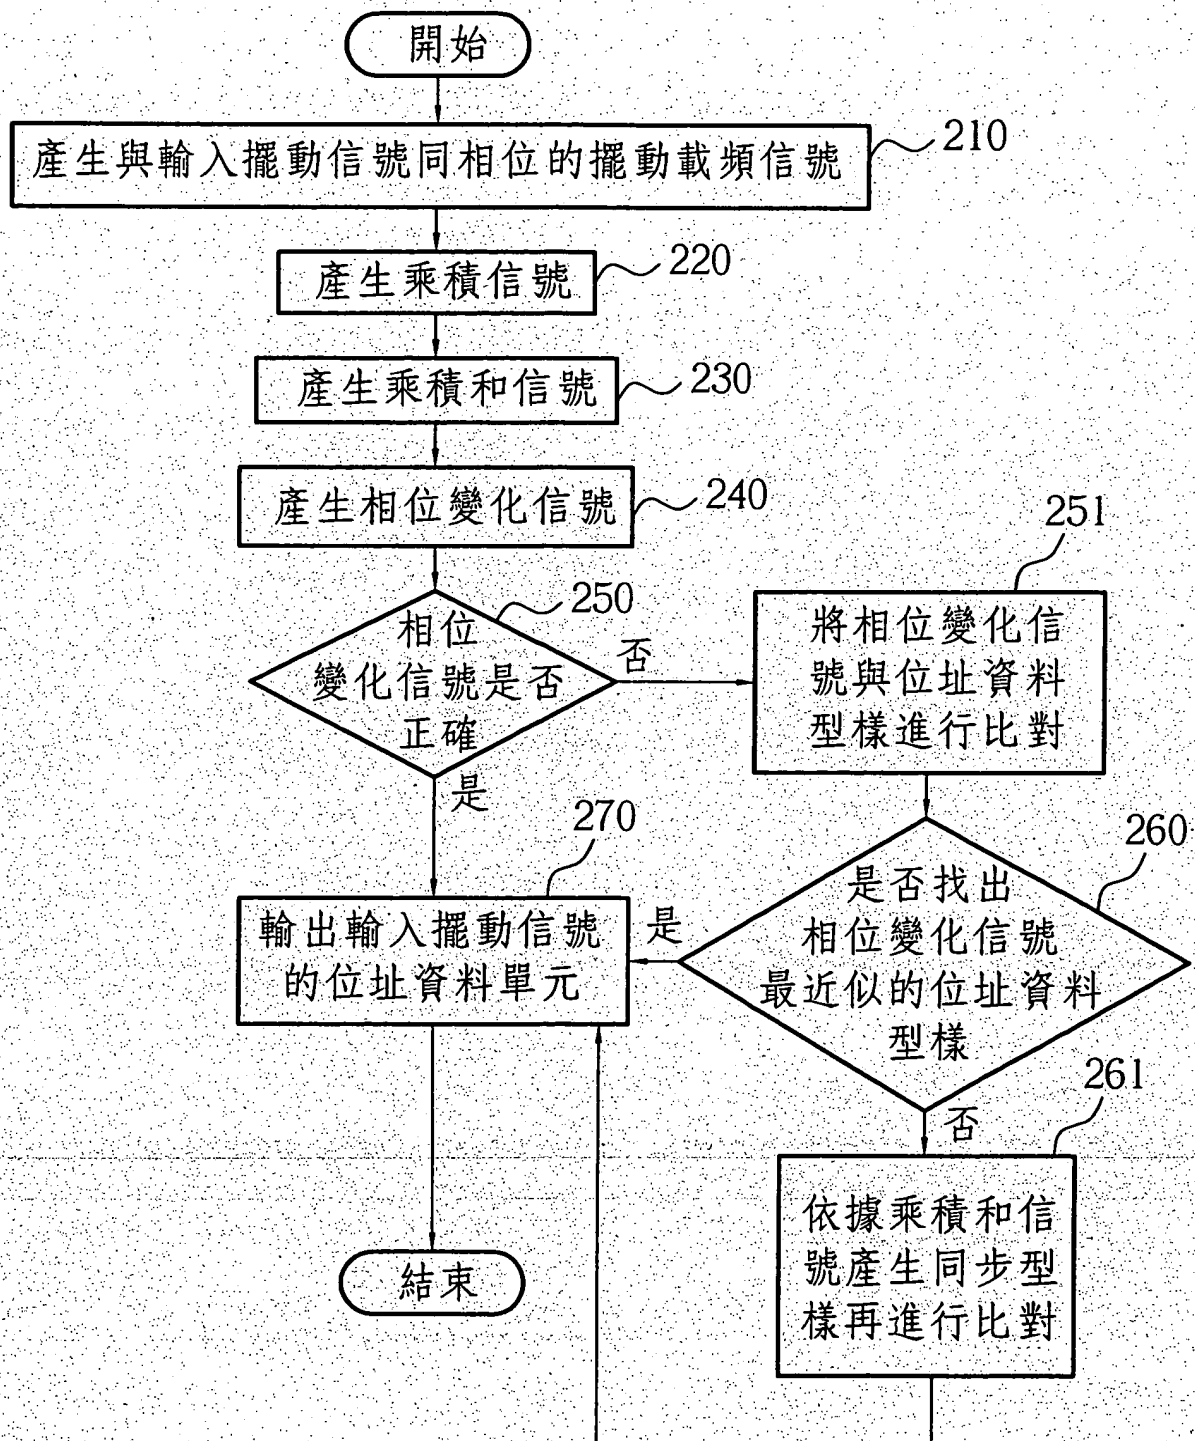 開始
產生與輸入擺動信號同相位的擺動載頻信號
210
產生乘積信號
220
產生乘積和信號
230
產生相位變化信號
240
相位
變化信號是否
正確
250
否
是
將相位變化信
號與位址資料
型樣進行比對
251
是否找出
相位變化信號
最近似的位址資料
型樣
260
是
否
輸出輸入擺動信號
的位址資料單元
270
依據乘積和信
號產生同步型
樣再進行比對
261
結束